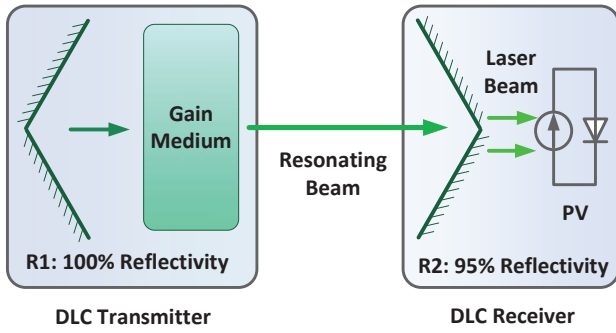 Gain
Medium
Resonating
Beam
Laser
Beam
PV
R1: 100% Reflectivity
R2: 95% Reflectivity
DLC Transmitter
DLC Receiver